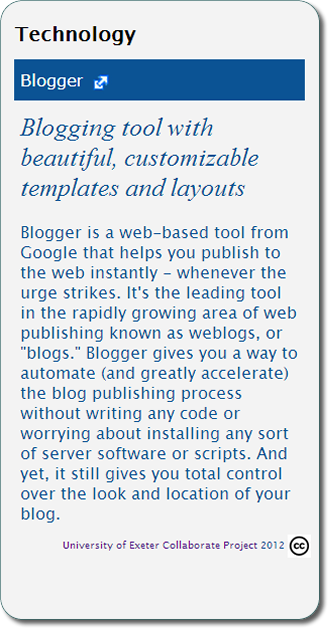 Technology
Blogger
Blogging tool with
beautiful, customizable
templates and layouts
Blogger is a web-based tool from
Google that helps you publish to
the web instantly – whenever the
urge strikes. It's the leading tool
in the rapidly growing area of web
publishing known as weblogs, or
"blogs." Blogger gives you a way to
automate (and greatly accelerate)
the blog publishing process
without writing any code or
worrying about installing any sort
of server software or scripts. And
yet, it still gives you total control
over the look and location of your
blog.
University of Exeter Collaborate Project 2012 cc